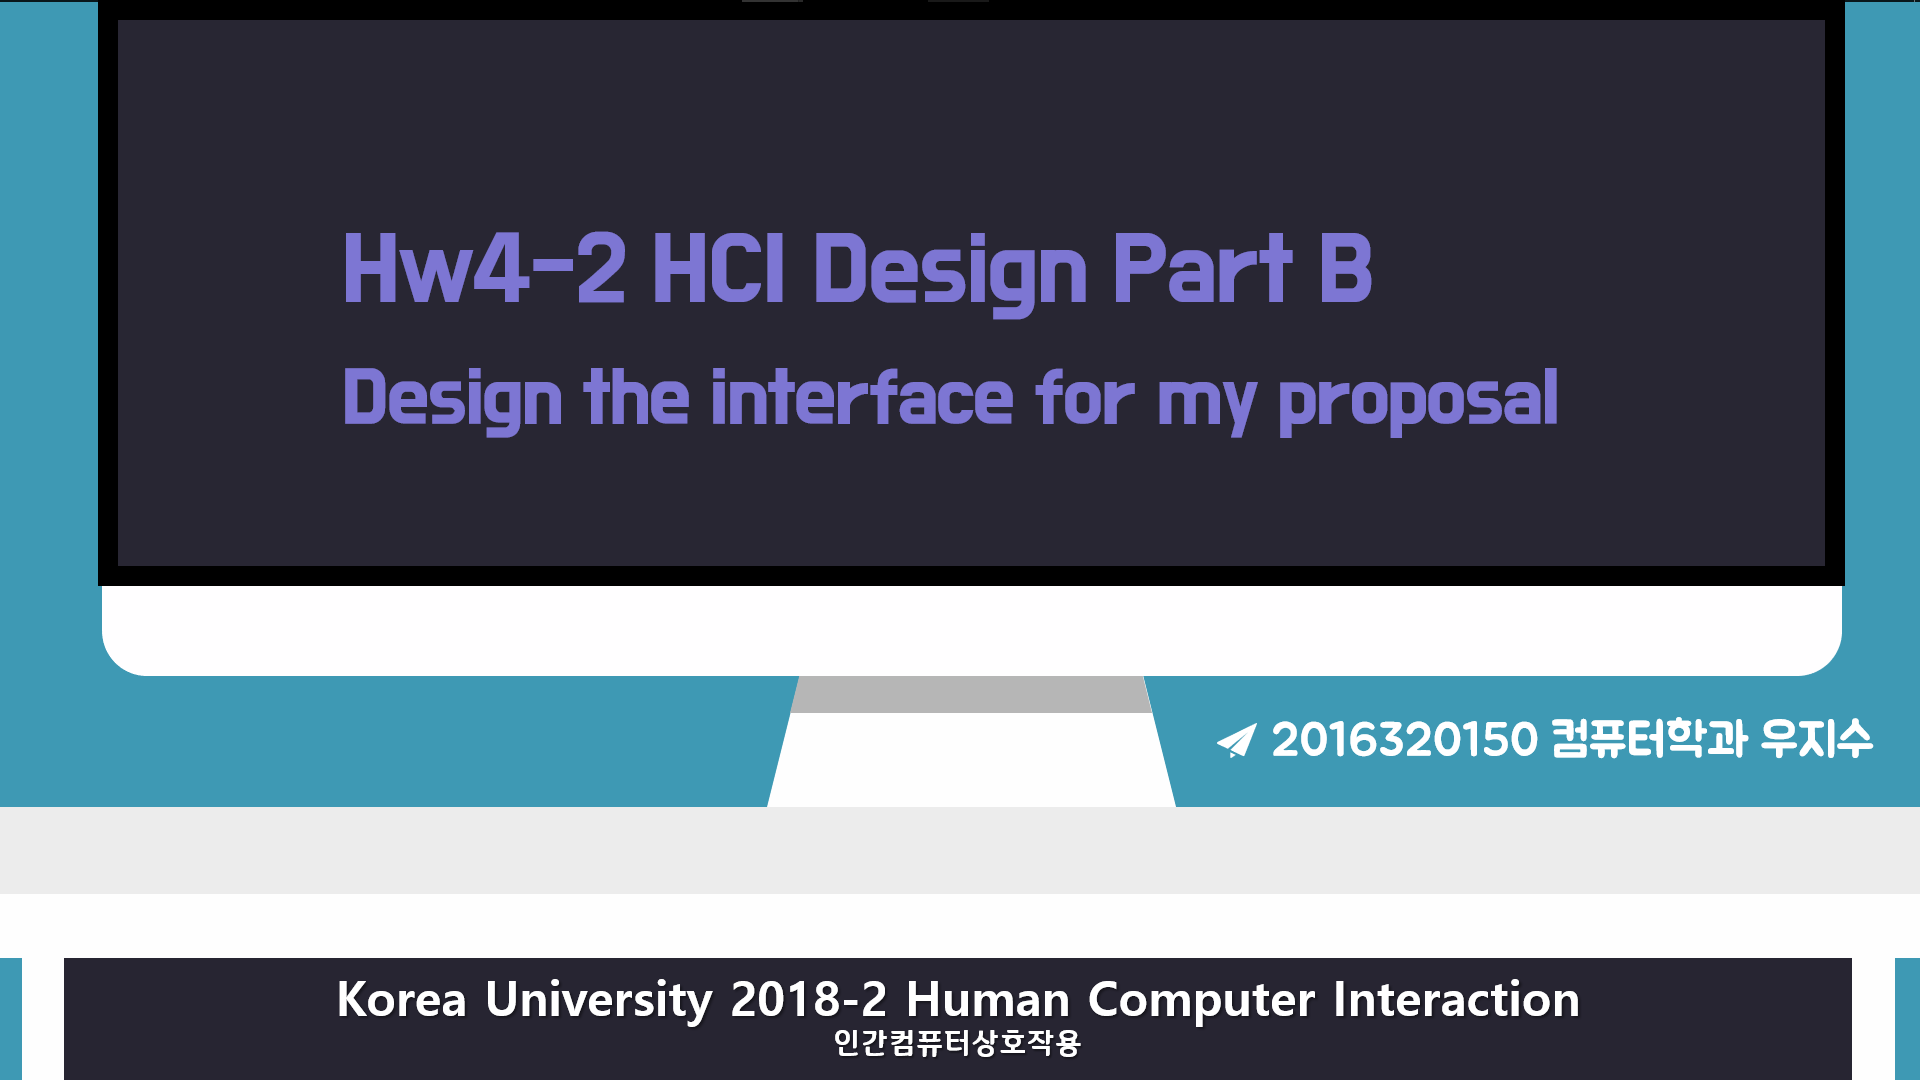 Hw4-2 HCI Design Part B
Design the interface for my proposal
2016320150 컴퓨터학과 우지수
Korea University 2018-2 Human Computer Interaction
인간컴퓨터상호작용